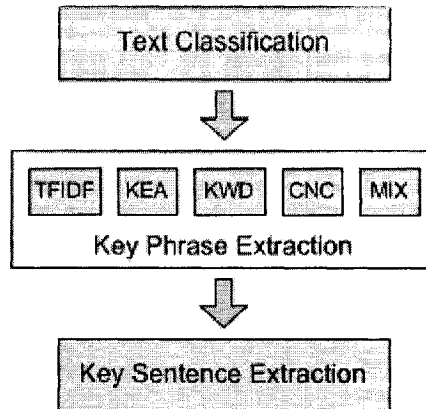 Text Classification
TFIDF KEA KWD CNC MIX
Key Phrase Extraction
Key Sentence Extraction